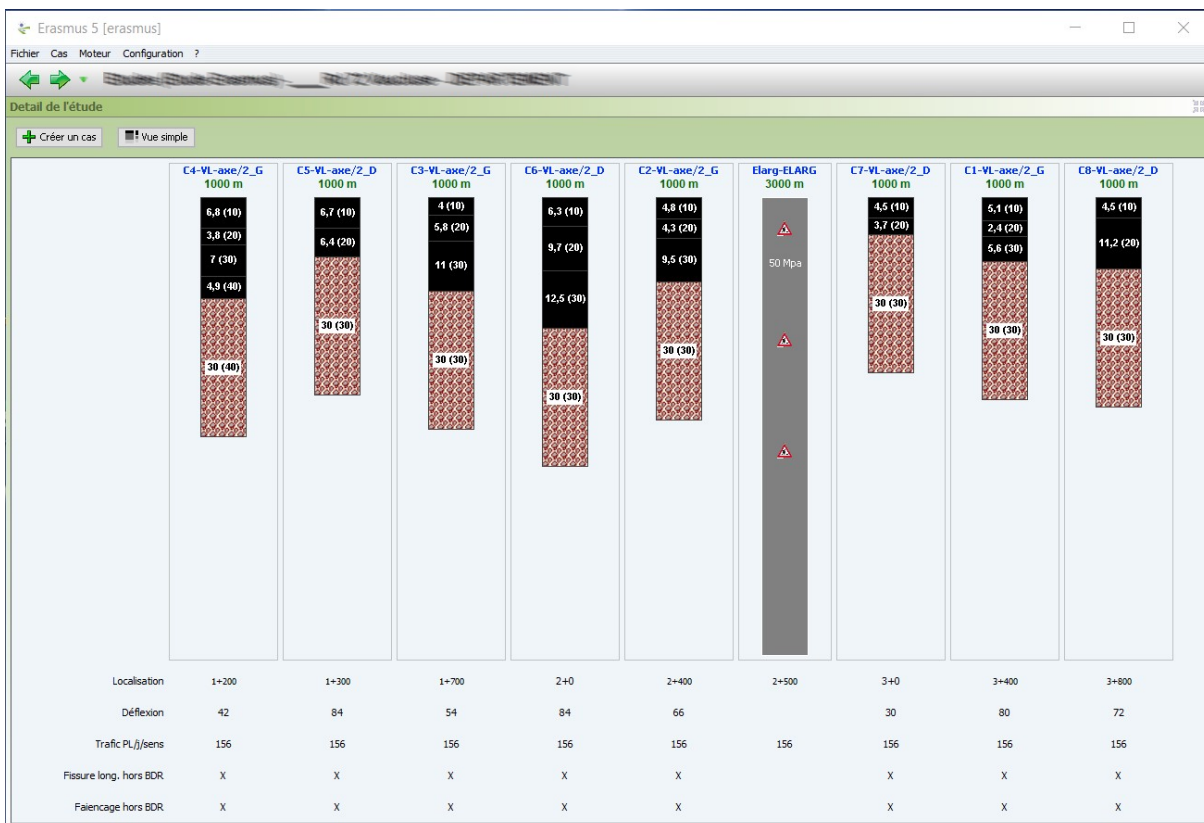 Erasmus 5 [erasmus]
Fichier Cas Moteur Configuration ?
Detail de l'étude
Créer un cas Vue simple
C4-VL-axe/2_G C5-VL-axe/2_D C3-VL-axe/2_G C6-VL-axe/2_D C2-VL-axe/2_G Elarg-ELARG C7-VL-axe/2_D C1-VL-axe/2_G C8-VL-axe/2_D
1000 m 1000 m 1000 m 1000 m 1000 m 3000 m 1000 m 1000 m 1000 m
6,8 (10)
3,8 (20)
7 (30)
4,9 (40)
30 (40)
6,7 (10)
6,4 (20)
30 (30)
4 (10)
5,8 (20)
11 (30)
30 (30)
6,3 (10)
9,7 (20)
12,5 (30)
30 (30)
4,8 (10)
4,3 (20)
9,5 (30)
30 (30)
50 Mpa
4,5 (10)
3,7 (20)
30 (30)
5,1 (10)
2,4 (20)
5,6 (30)
30 (30)
4,5 (10)
11,2 (20)
30 (30)
Localisation 1+200 1+300 1+700 2+0 2+400 2+500 3+0 3+400 3+800
Déflexion 42 84 54 84 66 30 80 72
Trafic PL/j/sens 156 156 156 156 156 156 156 156 156
Fissure long. hors BDR X X X X X X X X
Faiencage hors BDR X X X X X X X X